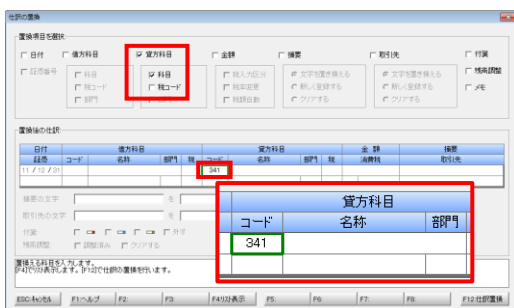 仕訳の置換
置換項目を選択
日付 借方科目 貸方科目 金額 摘要 取引先 付箋
証憑番号 科目 科目 税入力区分 文字を置き換える 文字を置き換える 残高調整
税コード 税コード 税率変更 新しく登録する 新しく登録する メモ
部門 税額自動 クリアする クリアする
置換後の仕訳
日付 借方科目 貸方科目 金 額 摘要
証憑 コード 名称 部門 税 コード 名称 部門 税 消費税 取引先
11/12/31 341
摘要の文字 を
取引先の文字 を
付箋 外す
残高調整 調整済み クリアする
貸方科目
コード 名称 部門
341
置換える科目を入力します。
[F4]でリスト表示します。[F12]で仕訳の置換を行います。
ESC:キャンセル F1:ヘルプ F2: F3: F4:リスト表示 F5: F6: F7: F8: F12:仕訳置換